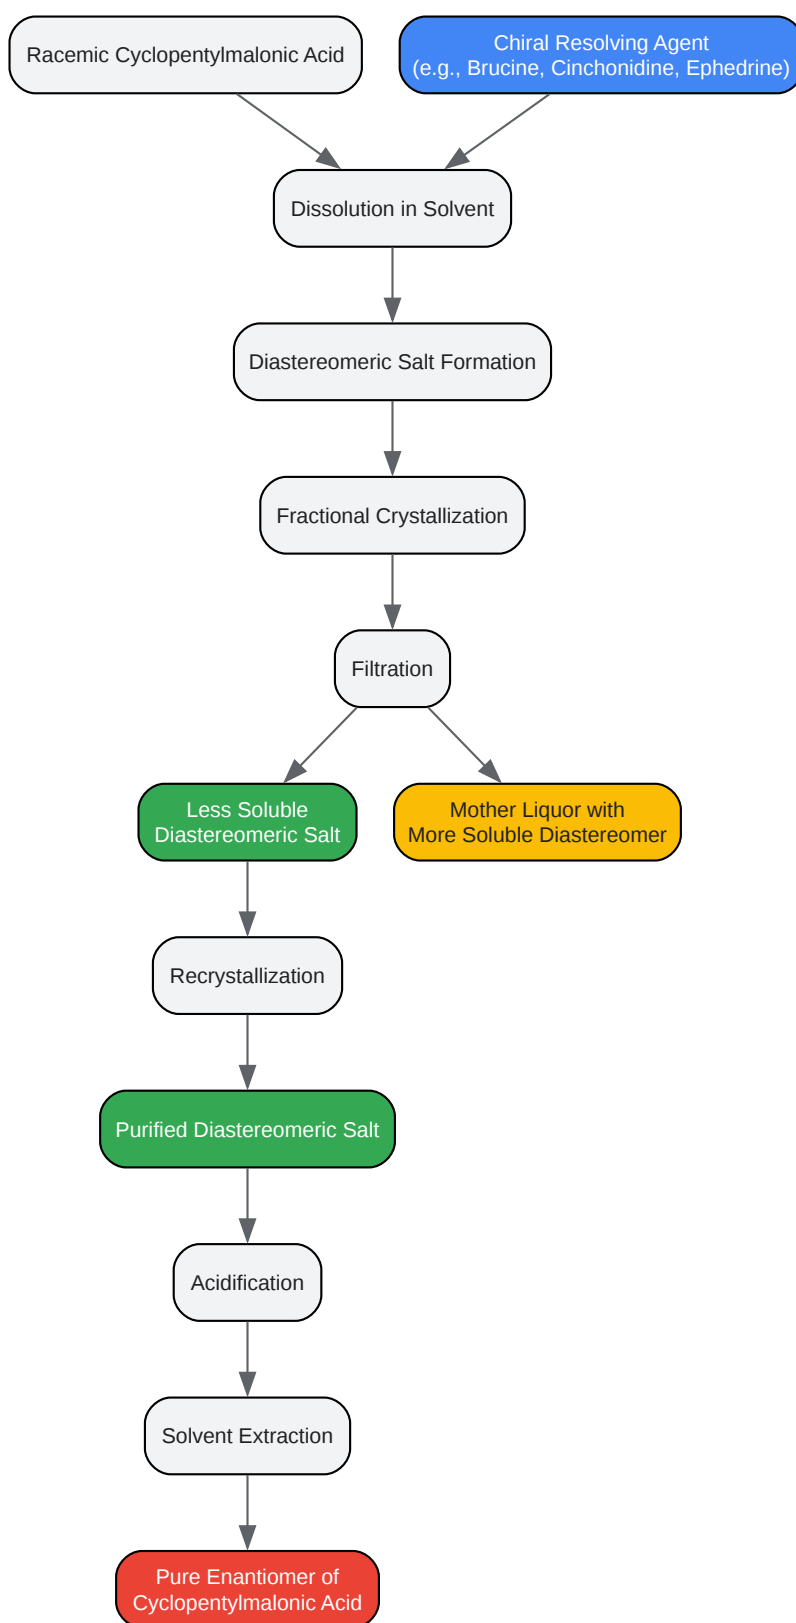 Racemic Cyclopentylmalonic Acid
Chiral Resolving Agent
(e.g., Brucine, Cinchonidine, Ephedrine)
Dissolution in Solvent
Diastereomeric Salt Formation
Fractional Crystallization
Filtration
Less Soluble
Diastereomeric Salt
Mother Liquor with
More Soluble Diastereomer
Recrystallization
Purified Diastereomeric Salt
Acidification
Solvent Extraction
Pure Enantiomer of
Cyclopentylmalonic Acid